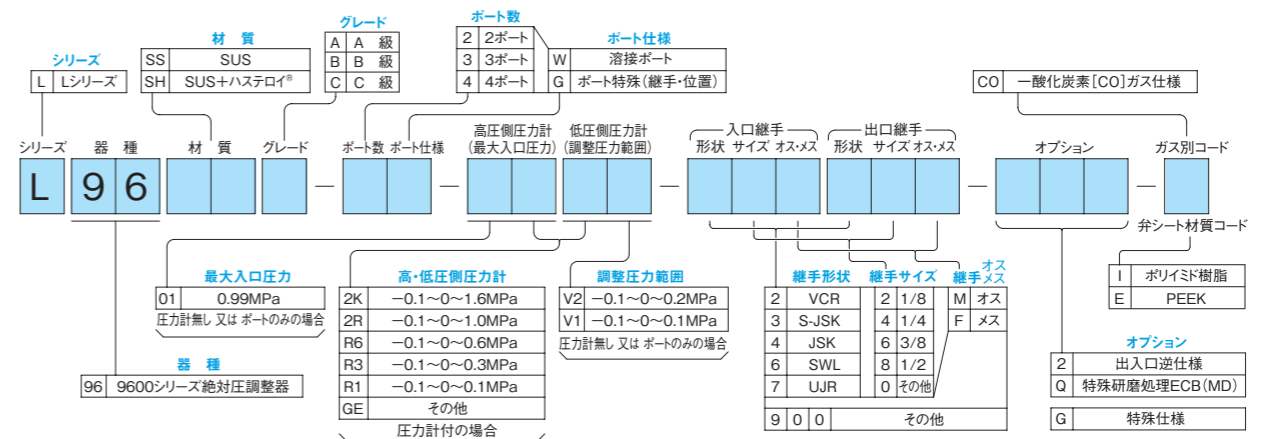 シリーズ
L Lシリーズ
材 質
SS SUS
SH SUS+ハステロイ®
グレード
A A 級
B B 級
C C 級
ポート数
2 2ポート
3 3ポート
4 4ポート
ポート仕様
W 溶接ポート
G ポート特殊(継手・位置)
CO 一酸化炭素[CO]ガス仕様
シリーズ 器 種 材 質 グレード ポート数 ポート仕様
高圧側圧力計
(最大入口圧力)
低圧側圧力計
(調整圧力範囲)
入口継手
形状 サイズ オス・メス
出口継手
形状 サイズ オス・メス
オプション
ガス別コード
L 9 6 — — — — —
弁シート材質コード
I ポリイミド樹脂
E PEEK
最大入口圧力
01 0.99MPa
圧力計無し 又は ポートのみの場合
器 種
96 9600シリーズ絶対圧調整器
高・低圧側圧力計
2K −0.1〜0〜1.6MPa
2R −0.1〜0〜1.0MPa
R6 −0.1〜0〜0.6MPa
R3 −0.1〜0〜0.3MPa
R1 −0.1〜0〜0.1MPa
GE その他
圧力計付の場合
調整圧力範囲
V2 −0.1〜0〜0.2MPa
V1 −0.1〜0〜0.1MPa
圧力計無し 又は ポートのみの場合
継手形状
2 VCR
3 S-JSK
4 JSK
6 SWL
7 UJR
継手サイズ
2 1/8
4 1/4
6 3/8
8 1/2
0 その他
継手オスメス
M オス
F メス
9 0 0 その他
オプション
2 出入口逆仕様
Q 特殊研磨処理ECB(MD)
G 特殊仕様